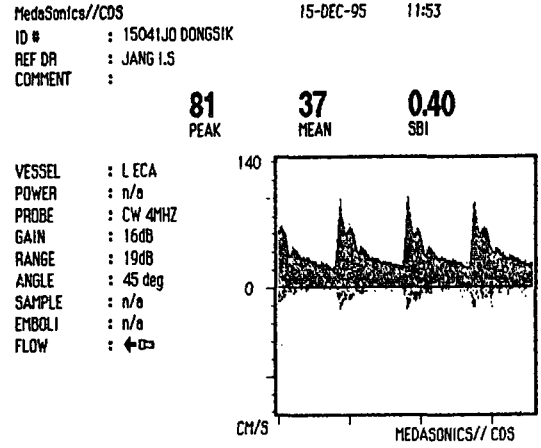 MedaSonics//CDS 15-DEC-95 11:53
ID # : 15041JO DONGSIK
REF DR : JANG I.S
COMMENT :
81 37 0.40
PEAK MEAN SBI
VESSEL : L ECA
POWER : n/a
PROBE : CW 4MHZ
GAIN : 16dB
RANGE : 19dB
ANGLE : 45 deg
SAMPLE : n/a
EMBOLI : n/a
FLOW :
140
0
CM/S MEDASONICS// CDS